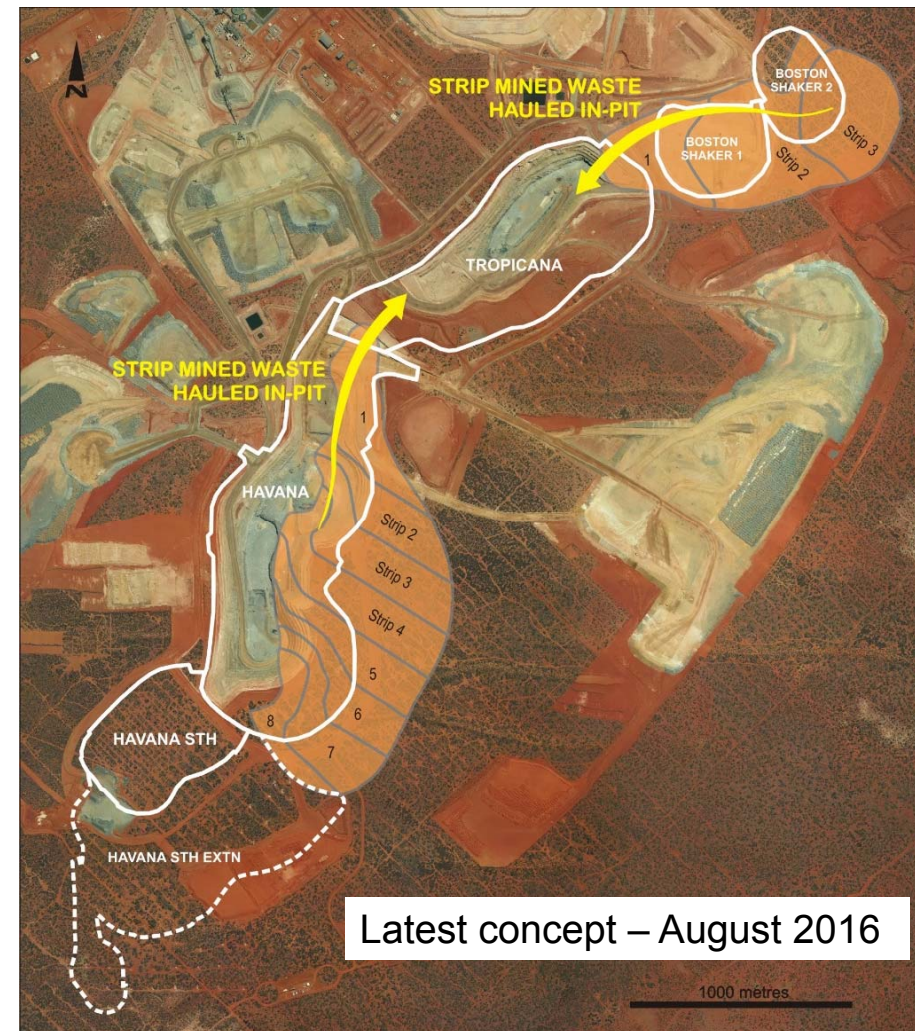 N
STRIP MINED WASTE
HAULED IN-PIT
BOSTON
SHAKER 2
BOSTON
SHAKER 1
1
Strip 2
Strip 3
TROPICANA
STRIP MINED WASTE
HAULED IN-PIT
1
HAVANA
Strip 2
Strip 3
Strip 4
5
6
7
8
HAVANA STH
HAVANA STH EXTN
Latest concept – August 2016
1000 metres